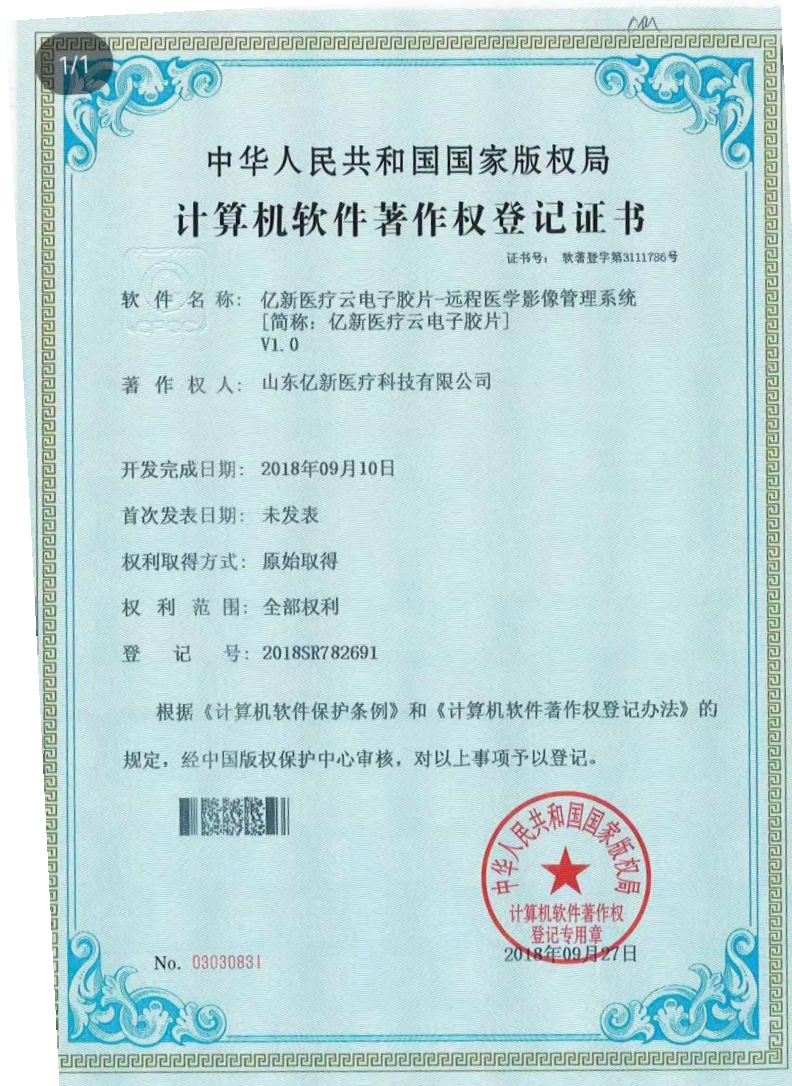 1/1
中华人民共和国国家版权局
计算机软件著作权登记证书
证书号： 软著登字第3111786号
CPCC
软件名称： 亿新医疗云电子胶片-远程医学影像管理系统
[简称：亿新医疗云电子胶片]
V1.0
著作权人： 山东亿新医疗科技有限公司
开发完成日期： 2018年09月10日
首次发表日期： 未发表
权利取得方式： 原始取得
权利范围： 全部权利
登记号： 2018SR782691
根据《计算机软件保护条例》和《计算机软件著作权登记办法》的
规定，经中国版权保护中心审核，对以上事项予以登记。
中华人民共和国国家版权局
计算机软件著作权
登记专用章
No. 03030831
2018年09月27日